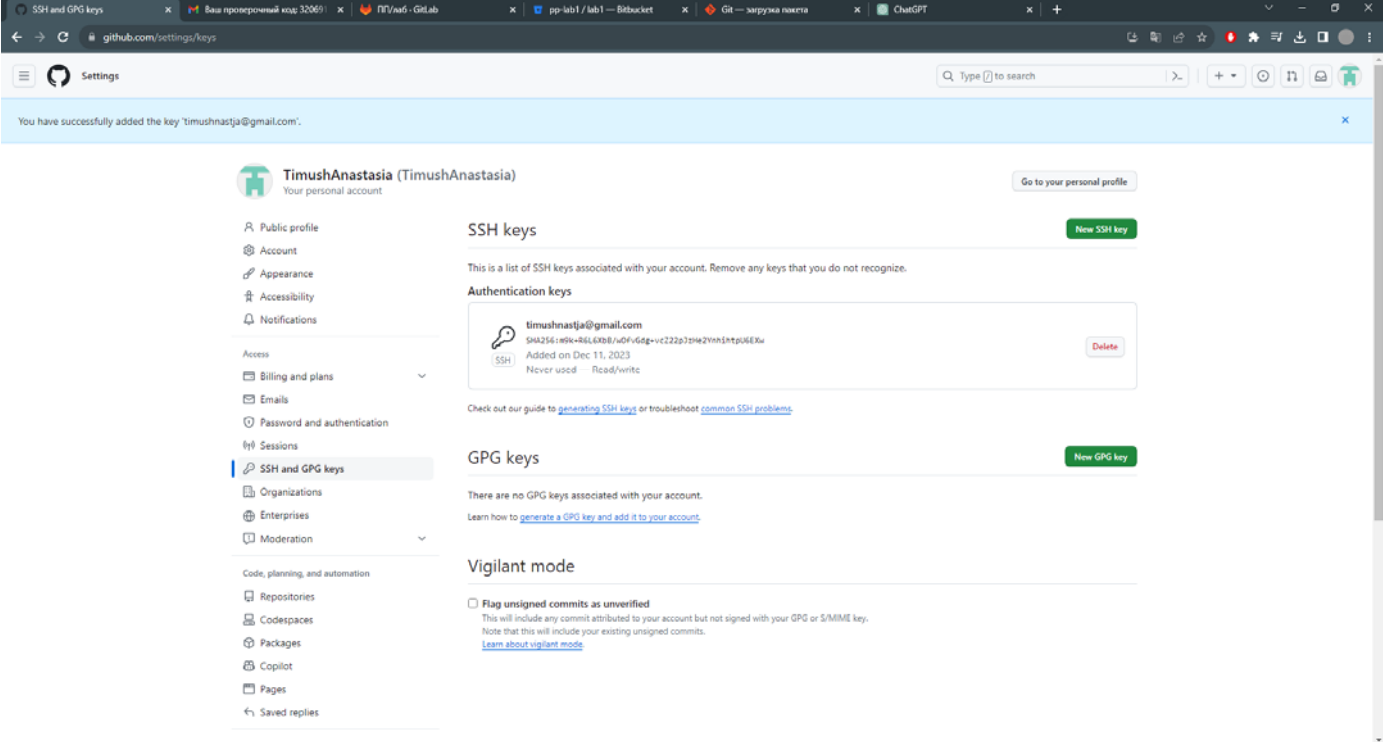 SSH and GPG keys
Ваш проверочный код: 32069
ПП/лаб · GitLab
pp-lab1 / lab1 — Bitbucket
Git — загрузка пакета
ChatGPT
github.com/settings/keys
Settings
Type / to search
You have successfully added the key 'timushnastja@gmail.com'.
TimushAnastasia (TimushAnastasia)
Your personal account
Go to your personal profile
Public profile
Account
Appearance
Accessibility
Notifications
Access
Billing and plans
Emails
Password and authentication
Sessions
SSH and GPG keys
Organizations
Enterprises
Moderation
Code, planning, and automation
Repositories
Codespaces
Packages
Copilot
Pages
Saved replies
SSH keys
New SSH key
This is a list of SSH keys associated with your account. Remove any keys that you do not recognize.
Authentication keys
timushnastja@gmail.com
SSH
Added on Dec 11, 2023
Never used — Read/write
Delete
Check out our guide to generating SSH keys or troubleshoot common SSH problems.
GPG keys
New GPG key
There are no GPG keys associated with your account.
Learn how to generate a GPG key and add it to your account.
Vigilant mode
Flag unsigned commits as unverified
This will include any commit attributed to your account but not signed with your GPG or S/MIME key.
Note that this will include your existing unsigned commits.
Learn about vigilant mode.